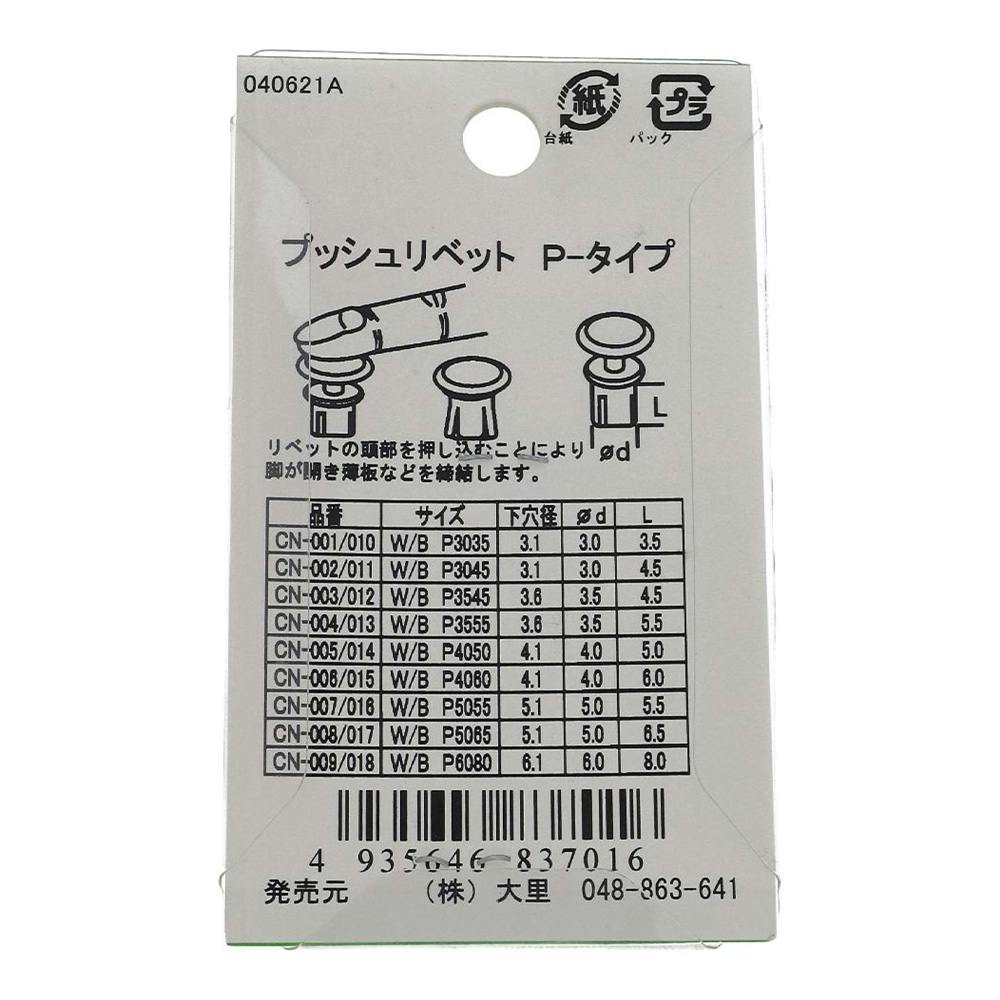 040621A
紙
プラ
台紙
パック
プッシュリベット P-タイプ
L
ød
リベットの頭部を押し込むことにより
脚が開き薄板などを締結します。
品番 サイズ 下穴径 ød L
CN-001/010 W/B P3035 3.1 3.0 3.5
CN-002/011 W/B P3045 3.1 3.0 4.5
CN-003/012 W/B P3545 3.6 3.5 4.5
CN-004/013 W/B P3555 3.6 3.5 5.5
CN-005/014 W/B P4050 4.1 4.0 5.0
CN-006/015 W/B P4060 4.1 4.0 6.0
CN-007/016 W/B P5055 5.1 5.0 5.5
CN-008/017 W/B P5065 5.1 5.0 6.5
CN-009/018 W/B P6080 6.1 6.0 8.0
4 935646 837016
発売元 (株)大里 048-863-641